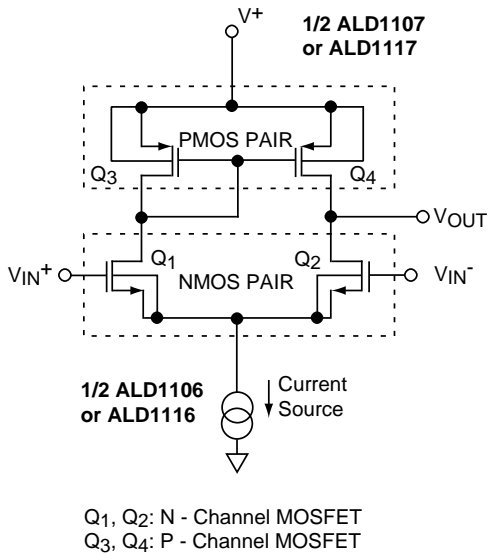 V+
1/2 ALD1107
or ALD1117
PMOS PAIR
Q3
Q4
VOUT
VIN+
Q1
NMOS PAIR
Q2
VIN-
1/2 ALD1106
or ALD1116
Current
Source
Q1, Q2: N - Channel MOSFET
Q3, Q4: P - Channel MOSFET